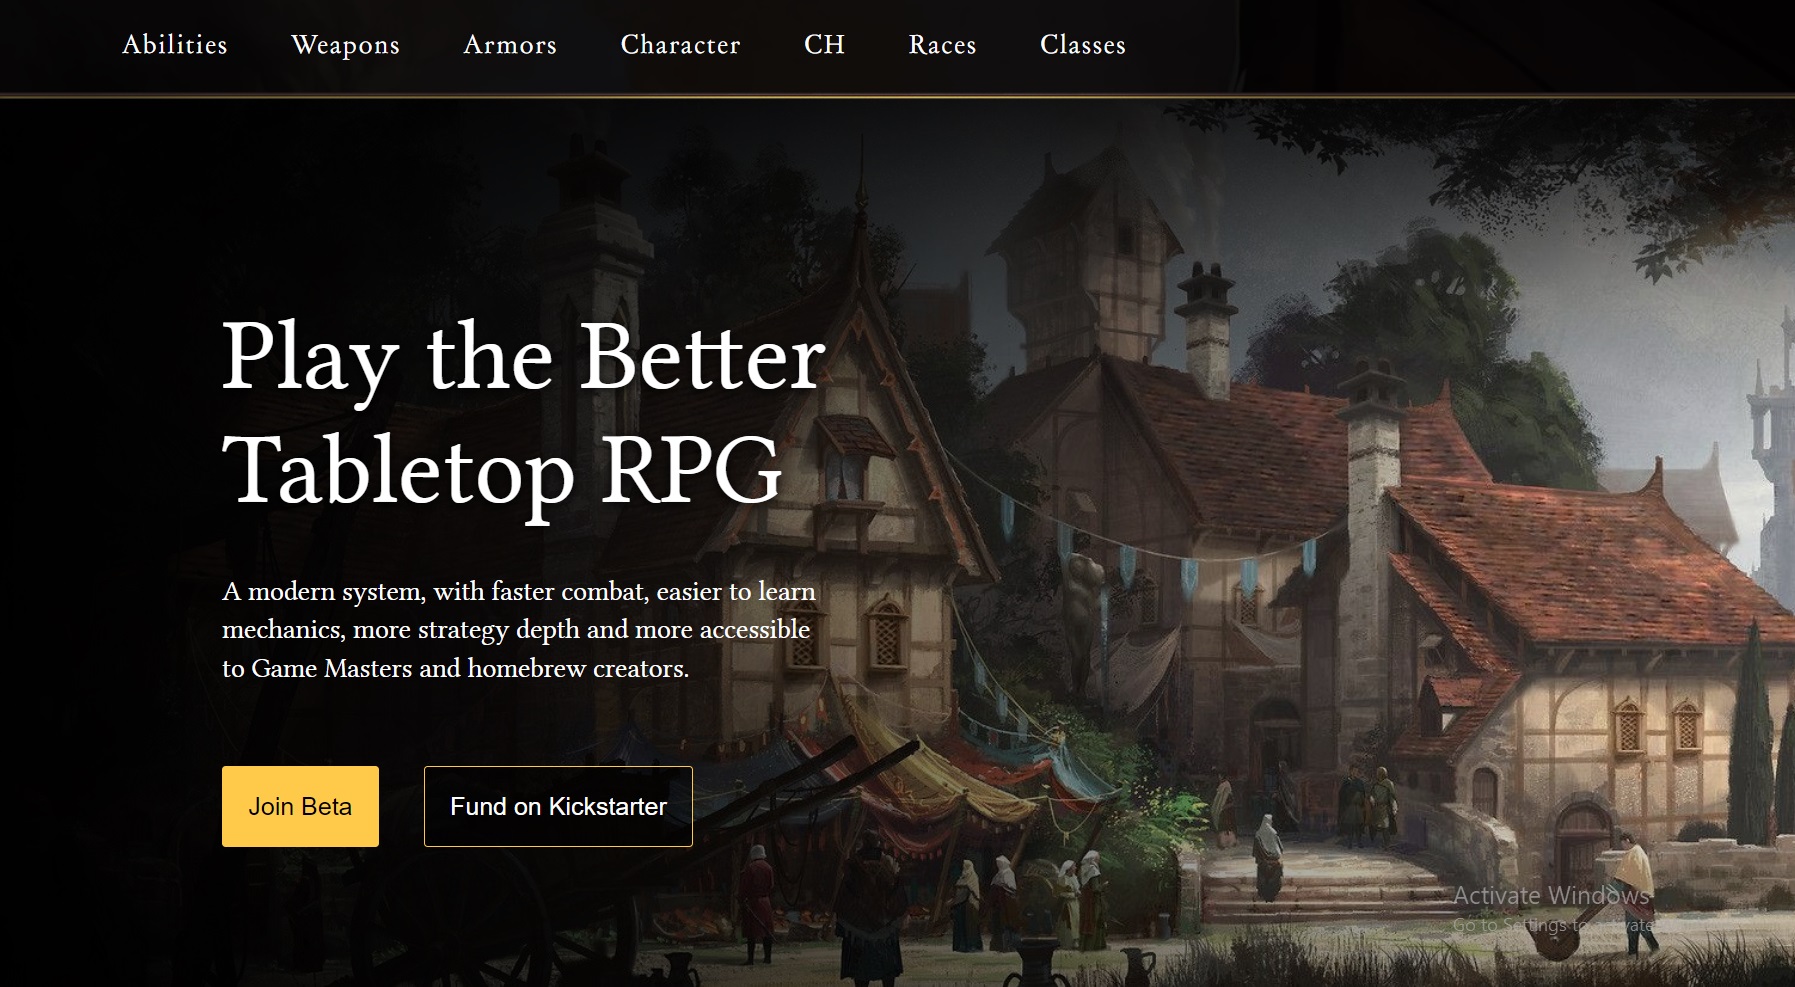 Abilities Weapons Armors Character CH Races Classes
Play the Better
Tabletop RPG
A modern system, with faster combat, easier to learn
mechanics, more strategy depth and more accessible
to Game Masters and homebrew creators.
Join Beta Fund on Kickstarter
Activate Windows
Go to Settings to activate